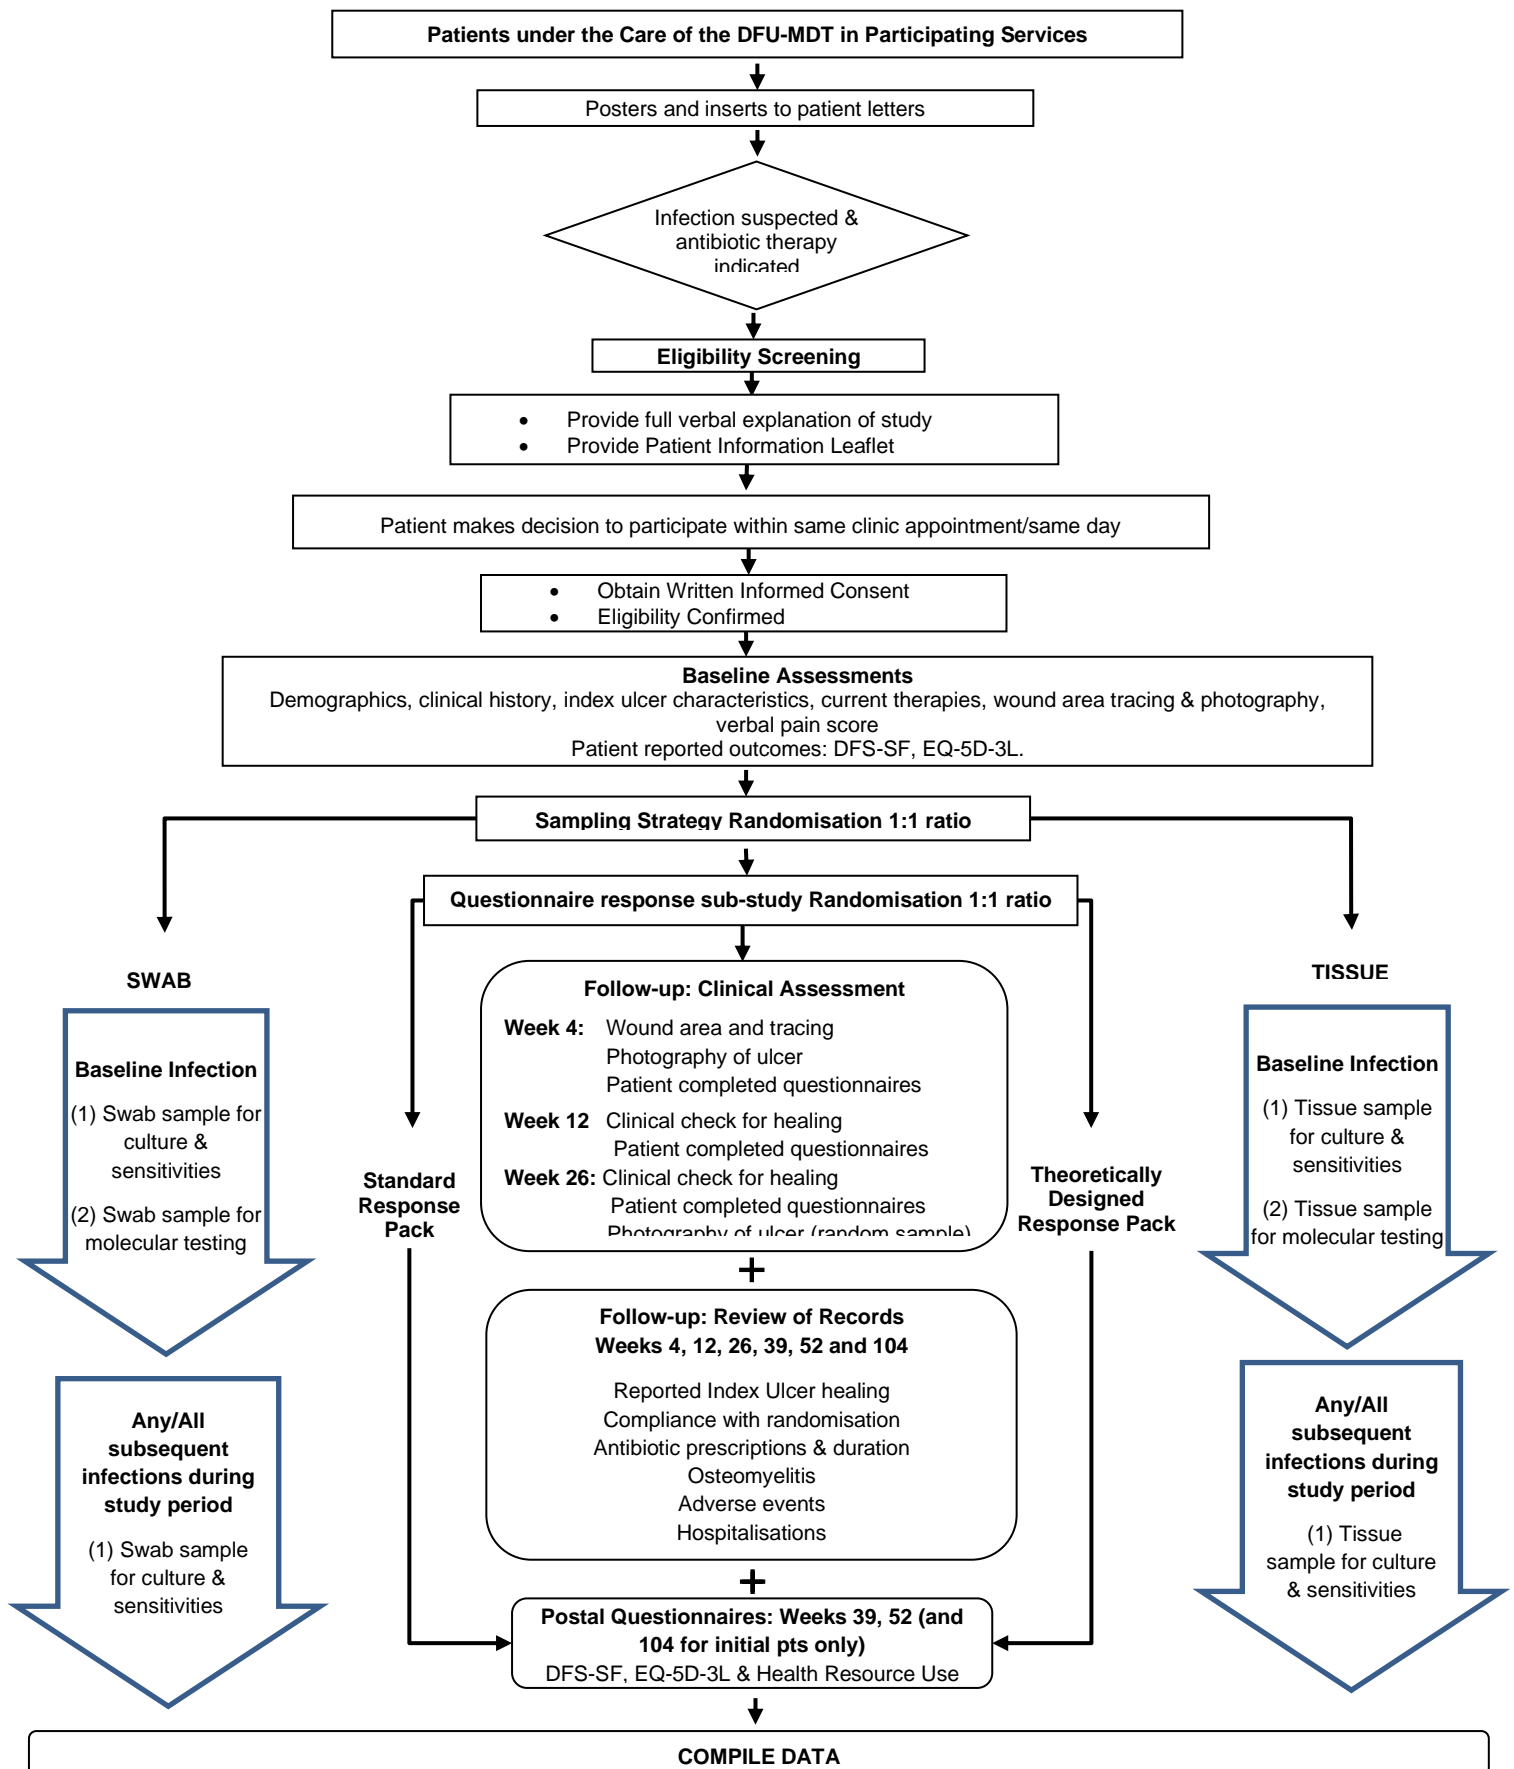 Patients under the Care of the DFU-MDT in Participating Services
Posters and inserts to patient letters
Infection suspected &
antibiotic therapy
indicated
Eligibility Screening
• Provide full verbal explanation of study
• Provide Patient Information Leaflet
Patient makes decision to participate within same clinic appointment/same day
• Obtain Written Informed Consent
• Eligibility Confirmed
Baseline Assessments
Demographics, clinical history, index ulcer characteristics, current therapies, wound area tracing & photography,
verbal pain score
Patient reported outcomes: DFS-SF, EQ-5D-3L.
Sampling Strategy Randomisation 1:1 ratio
Questionnaire response sub-study Randomisation 1:1 ratio
SWAB
Baseline Infection
(1) Swab sample for
culture &
sensitivities
(2) Swab sample for
molecular testing
Any/All
subsequent
infections during
study period
(1) Swab sample
for culture &
sensitivities
Standard
Response
Pack
Follow-up: Clinical Assessment
Week 4: Wound area and tracing
Photography of ulcer
Patient completed questionnaires
Week 12 Clinical check for healing
Patient completed questionnaires
Week 26: Clinical check for healing
Patient completed questionnaires
Photography of ulcer (random sample)
+
Follow-up: Review of Records
Weeks 4, 12, 26, 39, 52 and 104
Reported Index Ulcer healing
Compliance with randomisation
Antibiotic prescriptions & duration
Osteomyelitis
Adverse events
Hospitalisations
+
Postal Questionnaires: Weeks 39, 52 (and
104 for initial pts only)
DFS-SF, EQ-5D-3L & Health Resource Use
Theoretically
Designed
Response Pack
TISSUE
Baseline Infection
(1) Tissue sample
for culture &
sensitivities
(2) Tissue sample
for molecular testing
Any/All
subsequent
infections during
study period
(1) Tissue
sample for culture
& sensitivities
COMPILE DATA